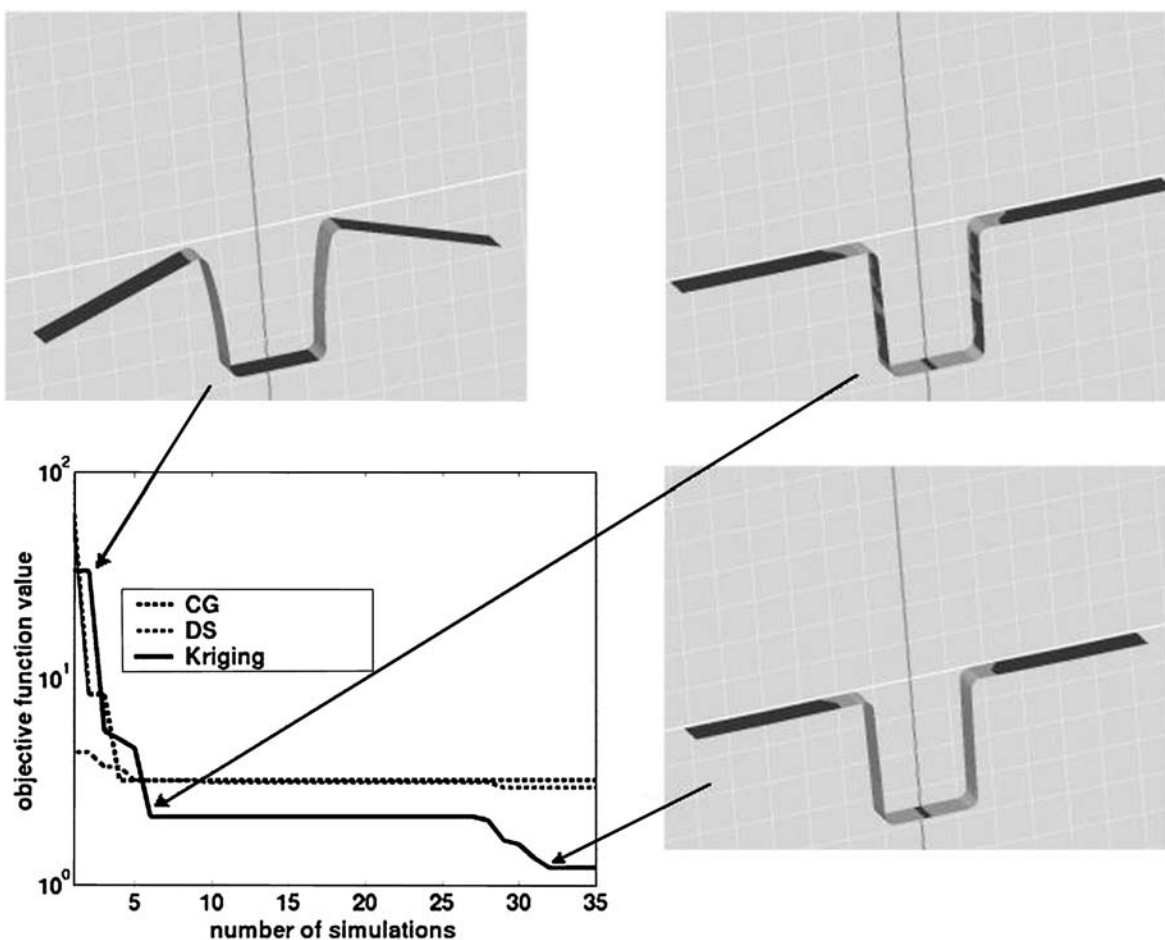 10²
10¹
10⁰
objective function value
CG
DS
Kriging
5
10
15
20
25
30
35
number of simulations